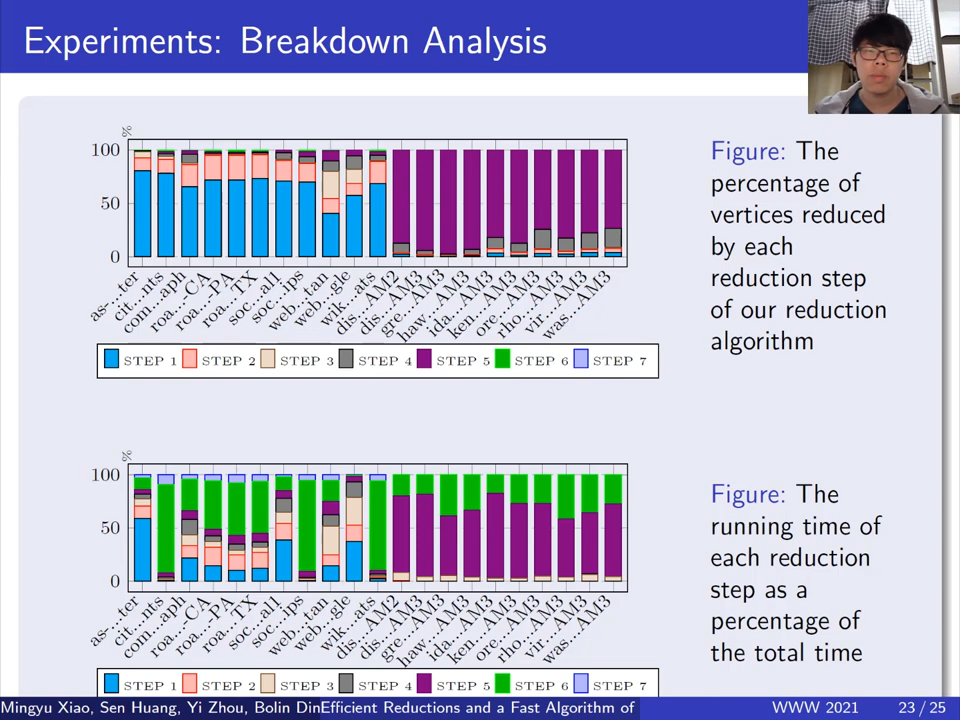 Experiments: Breakdown Analysis
%
100
50
0
as-...ter
cit...nts
com...aph
roa...-CA
roa...-PA
roa...-TX
soc...all
soc...ips
web...tan
web...gle
wik...ats
dis...AM2
dis...AM3
gre...AM3
haw...AM3
ida...AM3
ken...AM3
ore...AM3
rho...AM3
vir...AM3
was...AM3
STEP 1 STEP 2 STEP 3 STEP 4 STEP 5 STEP 6 STEP 7
Figure: The
percentage of
vertices reduced
by each
reduction step
of our reduction
algorithm
%
100
50
0
as-...ter
cit...nts
com...aph
roa...-CA
roa...-PA
roa...-TX
soc...all
soc...ips
web...tan
web...gle
wik...ats
dis...AM2
dis...AM3
gre...AM3
haw...AM3
ida...AM3
ken...AM3
ore...AM3
rho...AM3
vir...AM3
was...AM3
STEP 1 STEP 2 STEP 3 STEP 4 STEP 5 STEP 6 STEP 7
Figure: The
running time of
each reduction
step as a
percentage of
the total time
Mingyu Xiao, Sen Huang, Yi Zhou, Bolin Din Efficient Reductions and a Fast Algorithm of WWW 2021 23 / 25